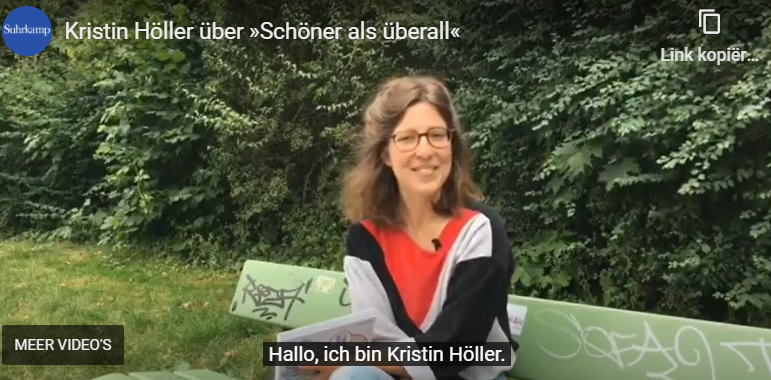 Suhrkamp
Kristin Höller über »Schöner als überall«
Link kopiër...
MEER VIDEO'S
Hallo, ich bin Kristin Höller.